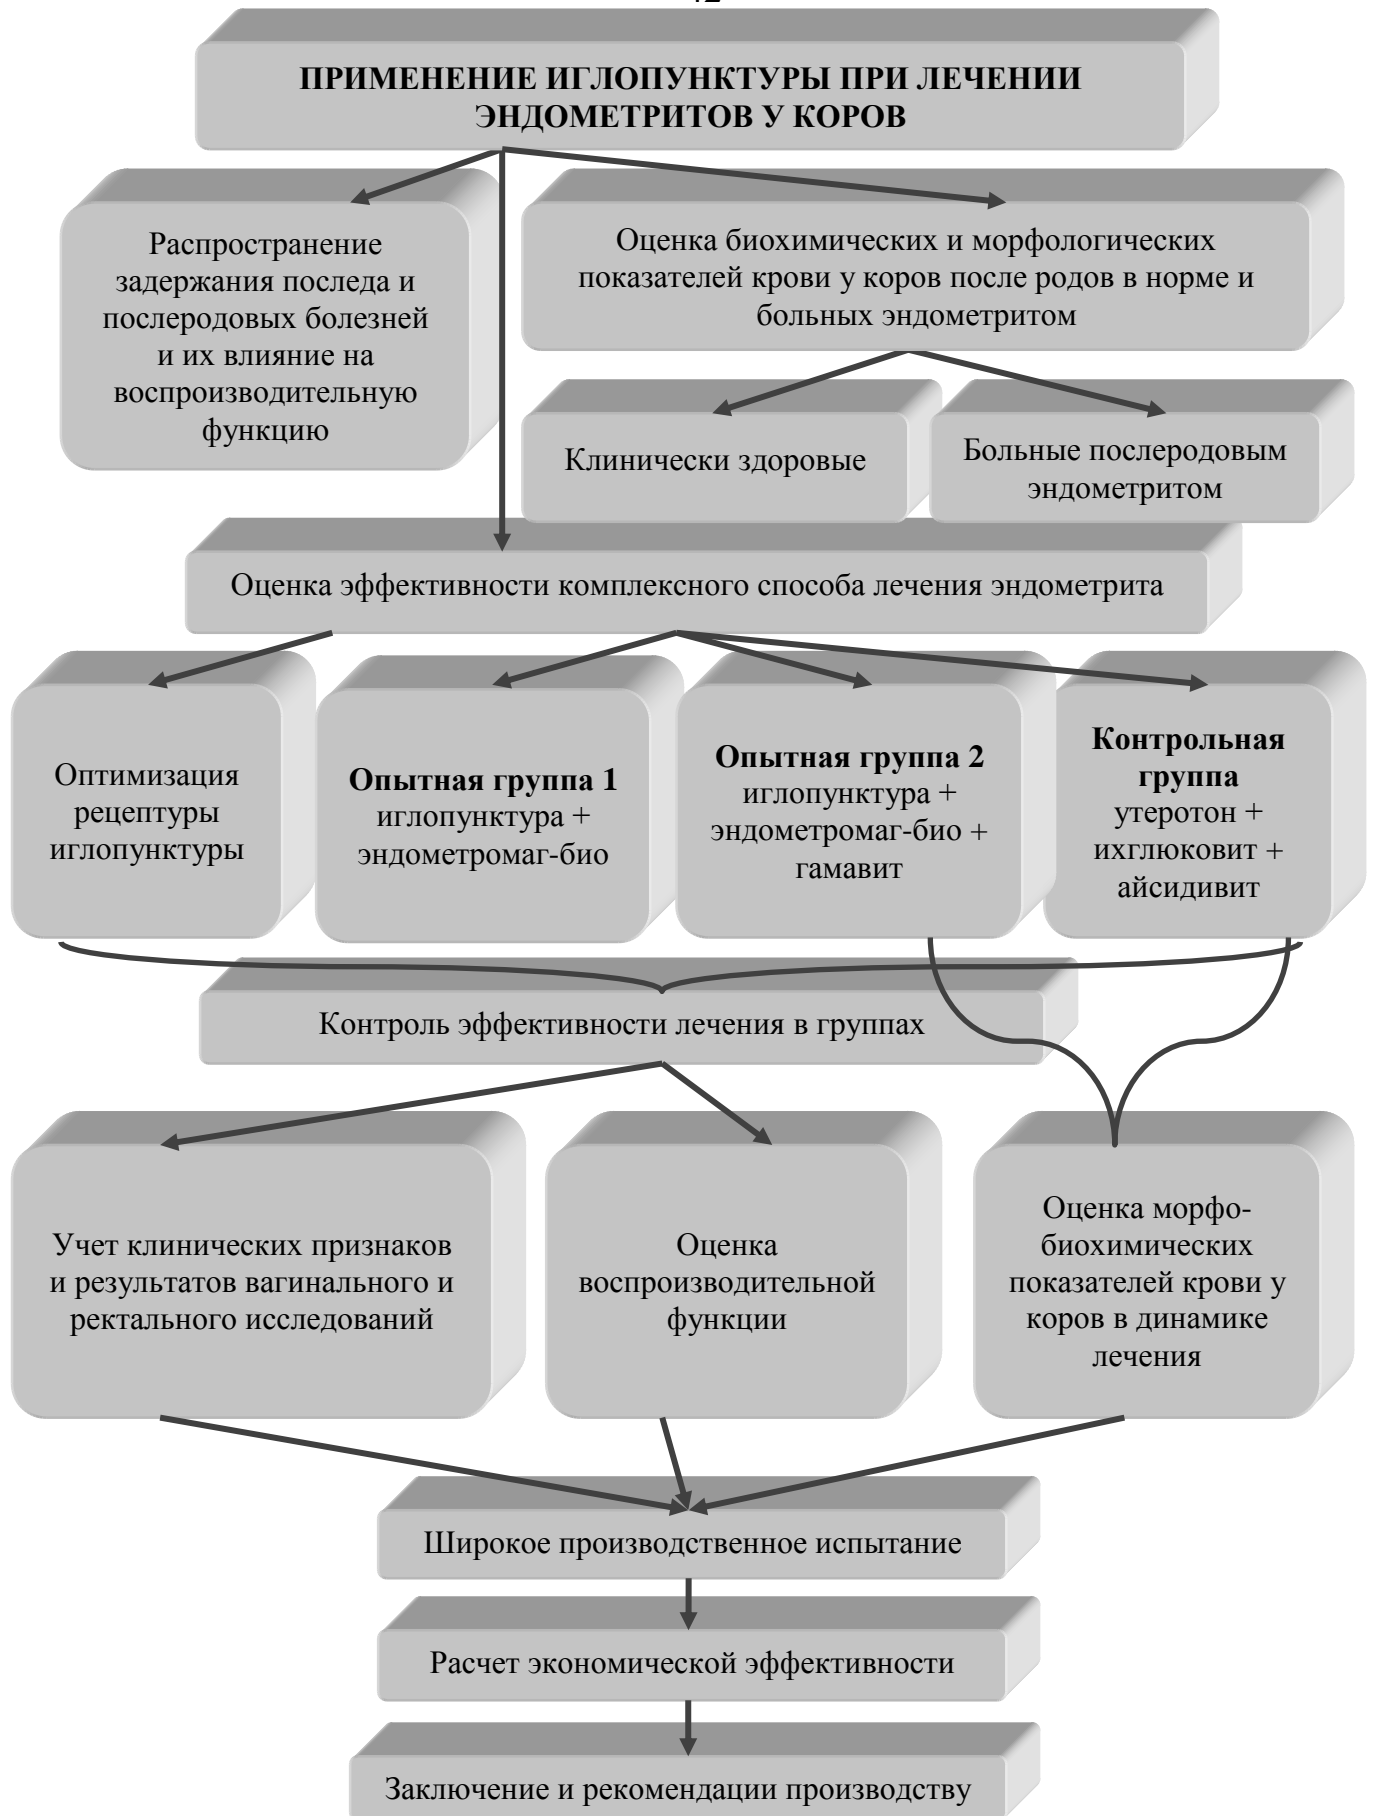 ПРИМЕНЕНИЕ ИГЛОПУНКТУРЫ ПРИ ЛЕЧЕНИИ
ЭНДОМЕТРИТОВ У КОРОВ
Распространение
задержания последа и
послеродовых болезней
и их влияние на
воспроизводительную
функцию
Оценка биохимических и морфологических
показателей крови у коров после родов в норме и
больных эндометритом
Клинически здоровые
Больные послеродовым
эндометритом
Оценка эффективности комплексного способа лечения эндометрита
Оптимизация
рецептуры
иглопунктуры
Опытная группа 1
иглопунктура +
эндометромаг-био
Опытная группа 2
иглопунктура +
эндометромаг-био +
гамавит
Контрольная
группа
утеротон +
ихглюковит +
айсидивит
Контроль эффективности лечения в группах
Учет клинических признаков
и результатов вагинального и
ректального исследований
Оценка
воспроизводительной
функции
Оценка морфо-
биохимических
показателей крови у
коров в динамике
лечения
Широкое производственное испытание
Расчет экономической эффективности
Заключение и рекомендации производству